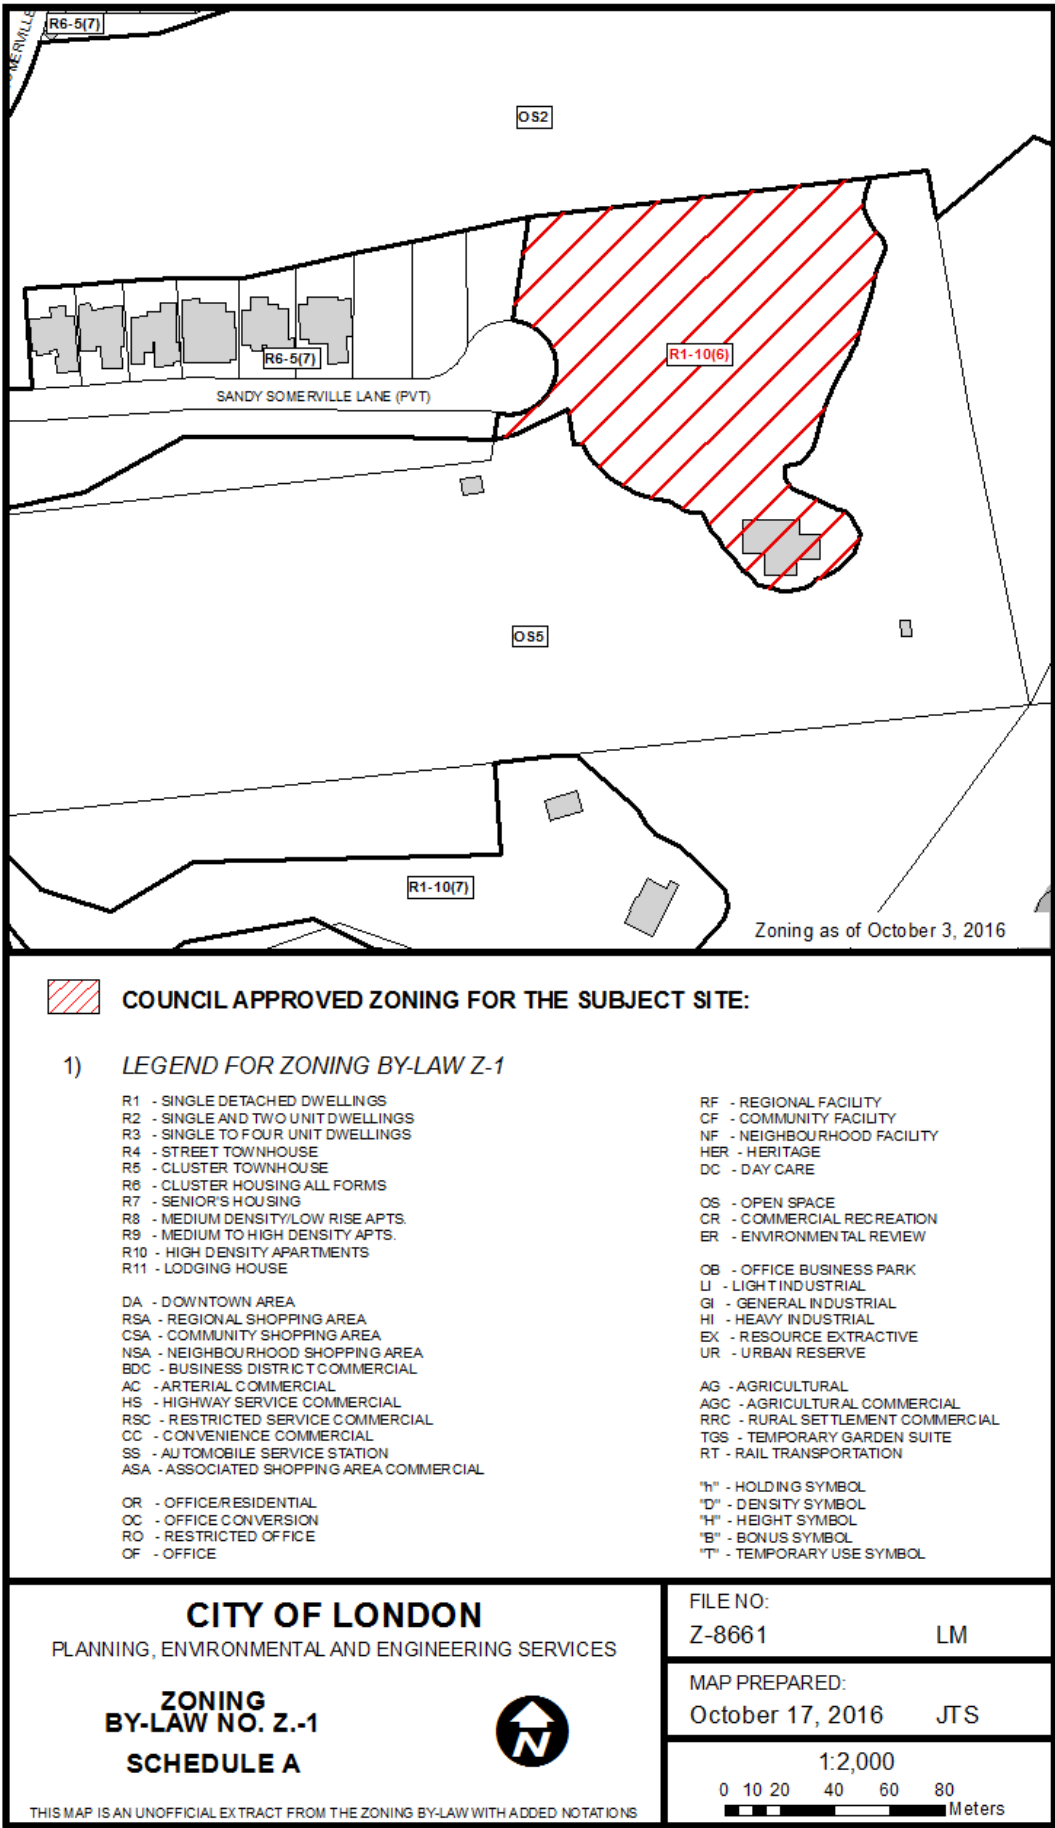 R6-5(7)
OMERVILLE
OS2
R1-10(6)
R6-5(7)
SANDY SOMERVILLE LANE (PVT)
OS5
R1-10(7)
Zoning as of October 3, 2016
COUNCIL APPROVED ZONING FOR THE SUBJECT SITE:
1) LEGEND FOR ZONING BY-LAW Z-1
R1 - SINGLE DETACHED DWELLINGS
R2 - SINGLE AND TWO UNIT DWELLINGS
R3 - SINGLE TO FOUR UNIT DWELLINGS
R4 - STREET TOWNHOUSE
R5 - CLUSTER TOWNHOUSE
R6 - CLUSTER HOUSING ALL FORMS
R7 - SENIOR'S HOUSING
R8 - MEDIUM DENSITY/LOW RISE APTS.
R9 - MEDIUM TO HIGH DENSITY APTS.
R10 - HIGH DENSITY APARTMENTS
R11 - LODGING HOUSE
DA - DOWNTOWN AREA
RSA - REGIONAL SHOPPING AREA
CSA - COMMUNITY SHOPPING AREA
NSA - NEIGHBOURHOOD SHOPPING AREA
BDC - BUSINESS DISTRICT COMMERCIAL
AC - ARTERIAL COMMERCIAL
HS - HIGHWAY SERVICE COMMERCIAL
RSC - RESTRICTED SERVICE COMMERCIAL
CC - CONVENIENCE COMMERCIAL
SS - AUTOMOBILE SERVICE STATION
ASA - ASSOCIATED SHOPPING AREA COMMERCIAL
OR - OFFICE/RESIDENTIAL
OC - OFFICE CONVERSION
RO - RESTRICTED OFFICE
OF - OFFICE
RF - REGIONAL FACILITY
CF - COMMUNITY FACILITY
NF - NEIGHBOURHOOD FACILITY
HER - HERITAGE
DC - DAY CARE
OS - OPEN SPACE
CR - COMMERCIAL RECREATION
ER - ENVIRONMENTAL REVIEW
OB - OFFICE BUSINESS PARK
LI - LIGHT INDUSTRIAL
GI - GENERAL INDUSTRIAL
HI - HEAVY INDUSTRIAL
EX - RESOURCE EXTRACTIVE
UR - URBAN RESERVE
AG - AGRICULTURAL
AGC - AGRICULTURAL COMMERCIAL
RRC - RURAL SETTLEMENT COMMERCIAL
TGS - TEMPORARY GARDEN SUITE
RT - RAIL TRANSPORTATION
"h" - HOLDING SYMBOL
"D" - DENSITY SYMBOL
"H" - HEIGHT SYMBOL
"B" - BONUS SYMBOL
"T" - TEMPORARY USE SYMBOL
CITY OF LONDON
PLANNING, ENVIRONMENTAL AND ENGINEERING SERVICES
ZONING
BY-LAW NO. Z.-1
SCHEDULE A
N
THIS MAP IS AN UNOFFICIAL EXTRACT FROM THE ZONING BY-LAW WITH ADDED NOTATIONS
FILE NO:
Z-8661 LM
MAP PREPARED:
October 17, 2016 JTS
1:2,000
0 10 20 40 60 80
Meters